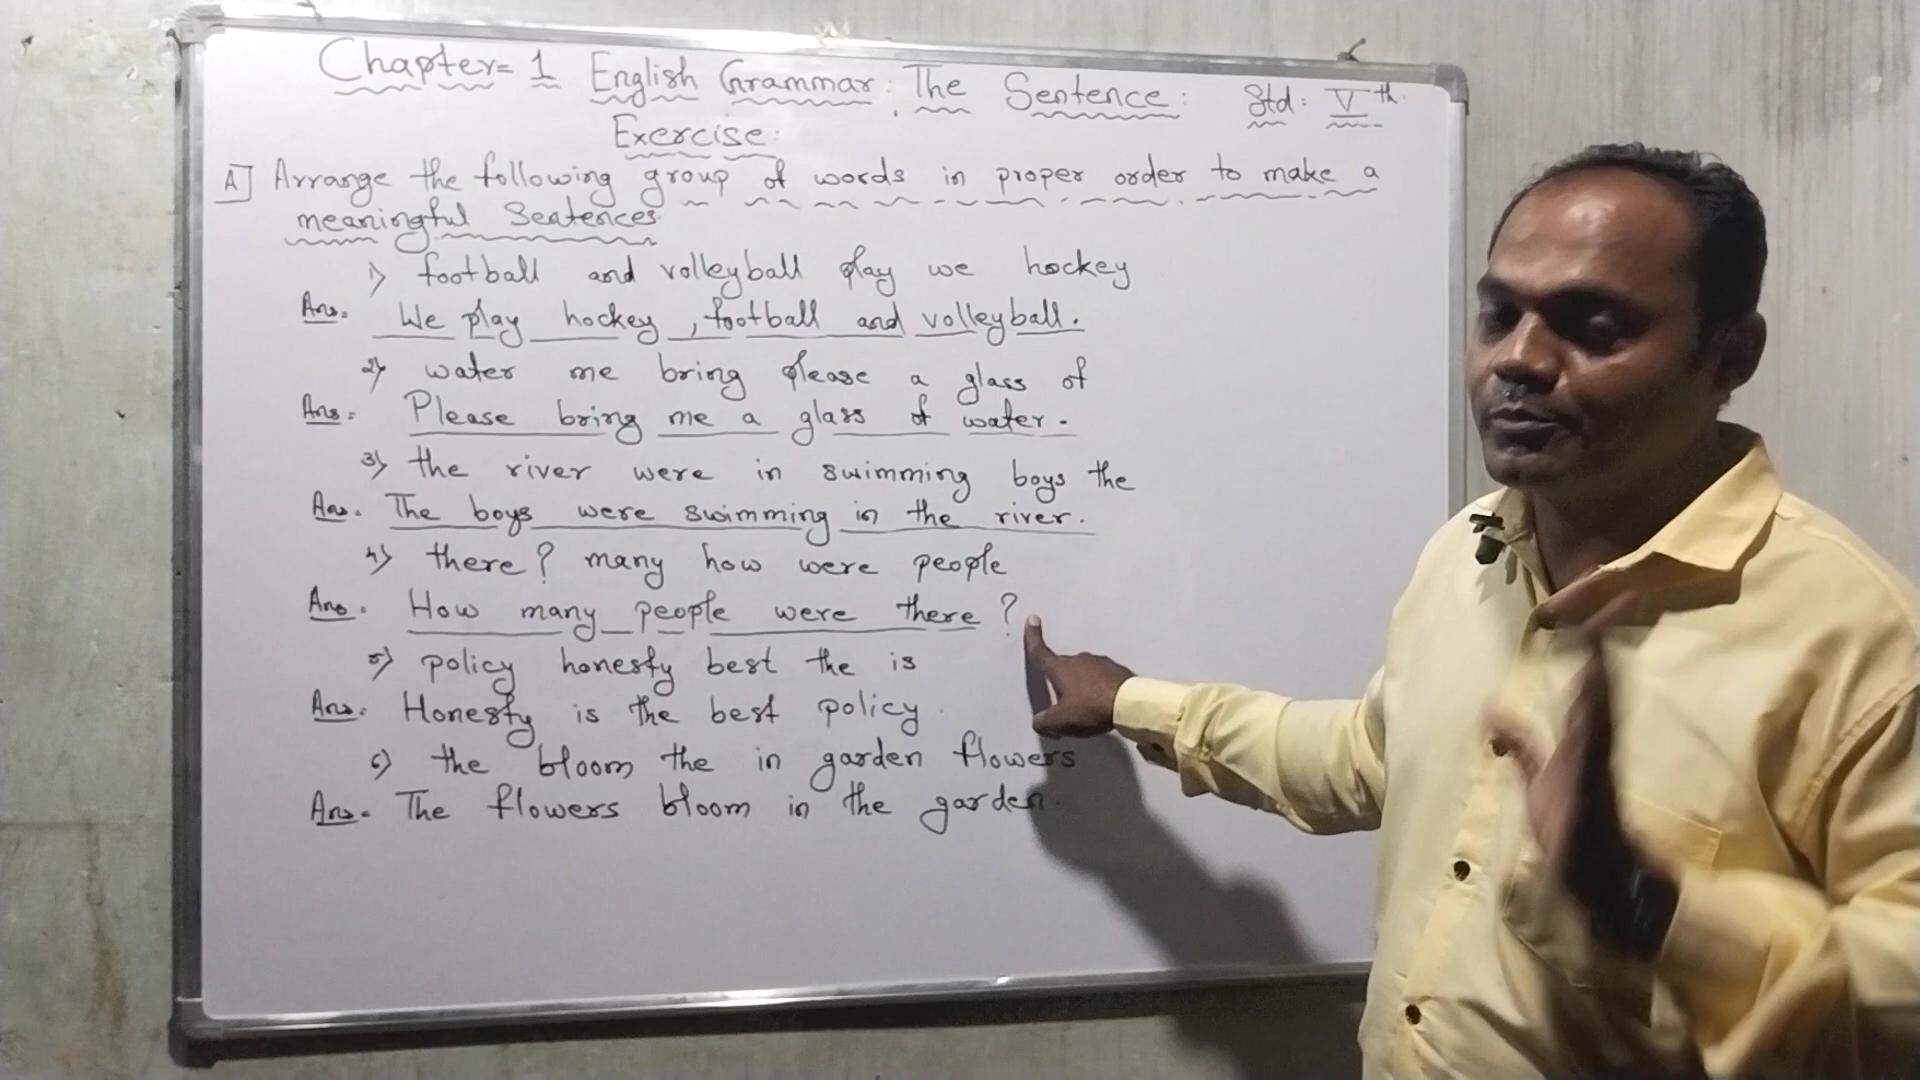 Chapter= 1 English Grammar: The Sentence: Std: Vth.
Exercise:
A] Arrange the following group of words in proper order to make a
meaningful Sentences.
1) football and volleyball play we hockey
Ans. We play hockey, football and volleyball.
2) water me bring please a glass of
Ans. Please bring me a glass of water.
3) the river were in swimming boys the
Ans. The boys were swimming in the river.
4) there? many how were people
Ans. How many people were there?
5) policy honesty best the is
Ans. Honesty is the best policy.
6) the bloom the in garden flowers
Ans. The flowers bloom in the garden.